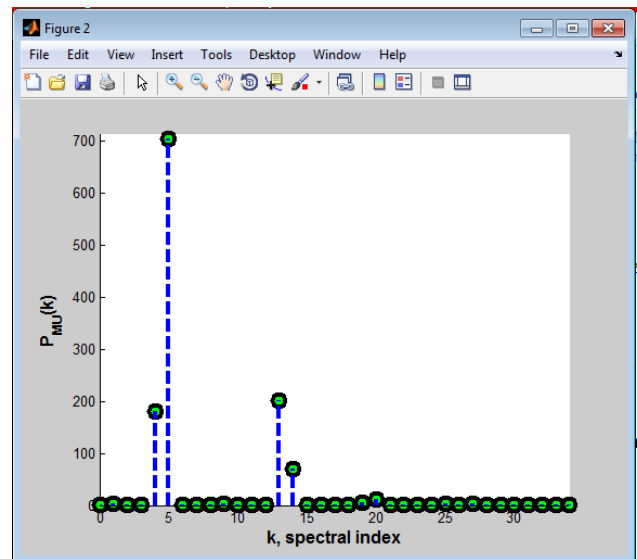 Figure 2
File Edit View Insert Tools Desktop Window Help
700
600
500
400
300
200
100
0
P_MU(k)
0 5 10 15 20 25 30
k, spectral index